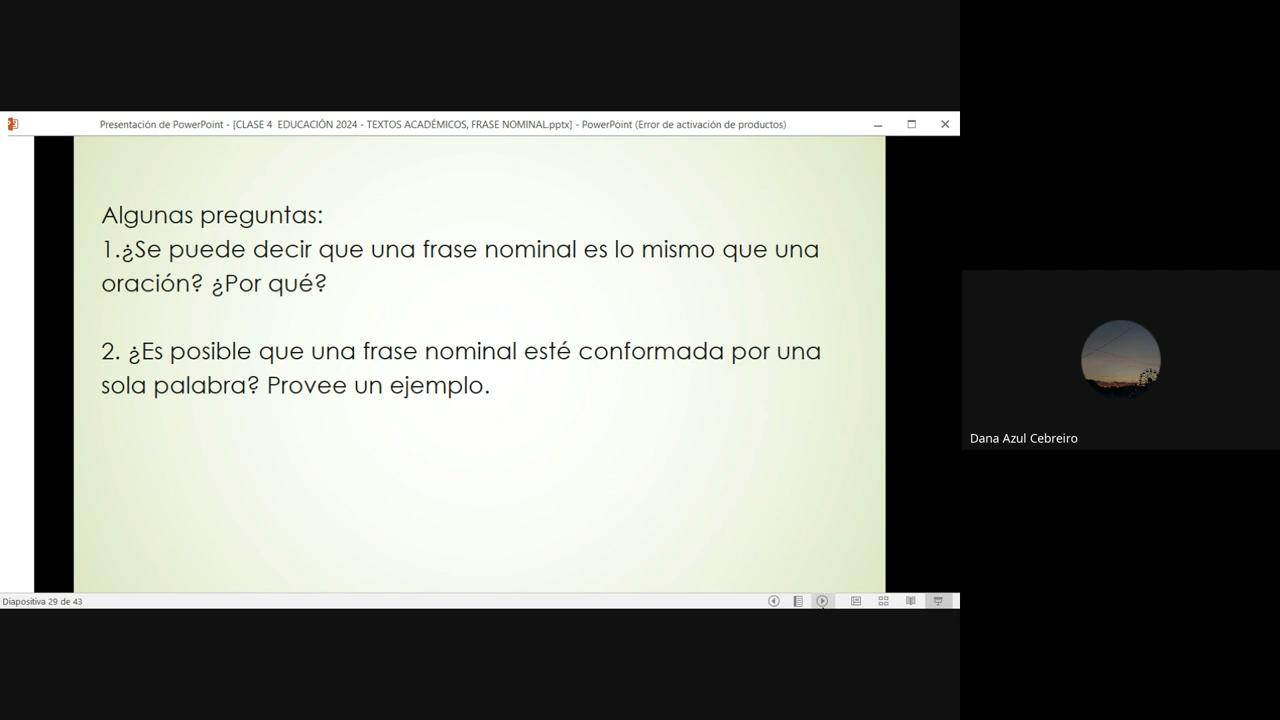 Presentación de PowerPoint - [CLASE 4 EDUCACIÓN 2024 - TEXTOS ACADÉMICOS, FRASE NOMINAL.pptx] - PowerPoint (Error de activación de productos)
Algunas preguntas:
1.¿Se puede decir que una frase nominal es lo mismo que una
oración? ¿Por qué?
2. ¿Es posible que una frase nominal esté conformada por una
sola palabra? Provee un ejemplo.
Dana Azul Cebreiro
Diapositiva 29 de 43